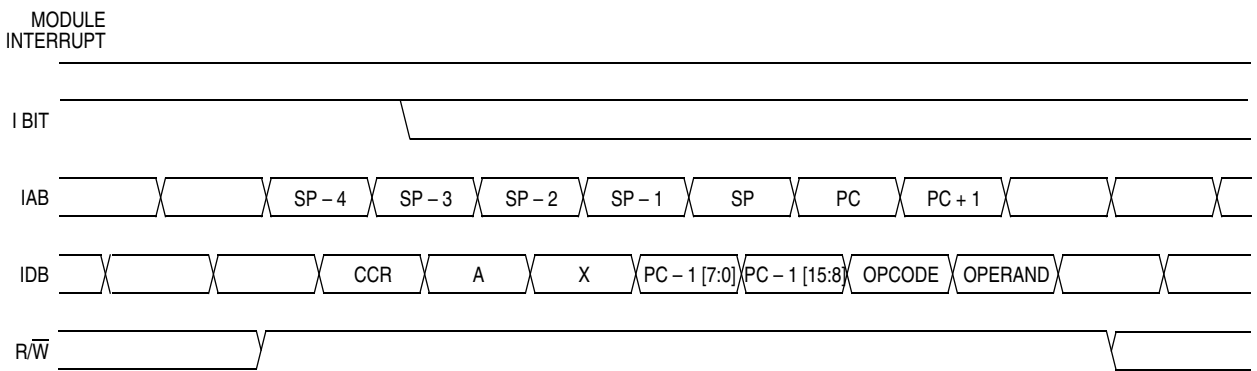 MODULE
INTERRUPT
I BIT
IAB SP – 4 SP – 3 SP – 2 SP – 1 SP PC PC + 1
IDB CCR A X PC – 1 [7:0] PC – 1 [15:8] OPCODE OPERAND
R/W̅